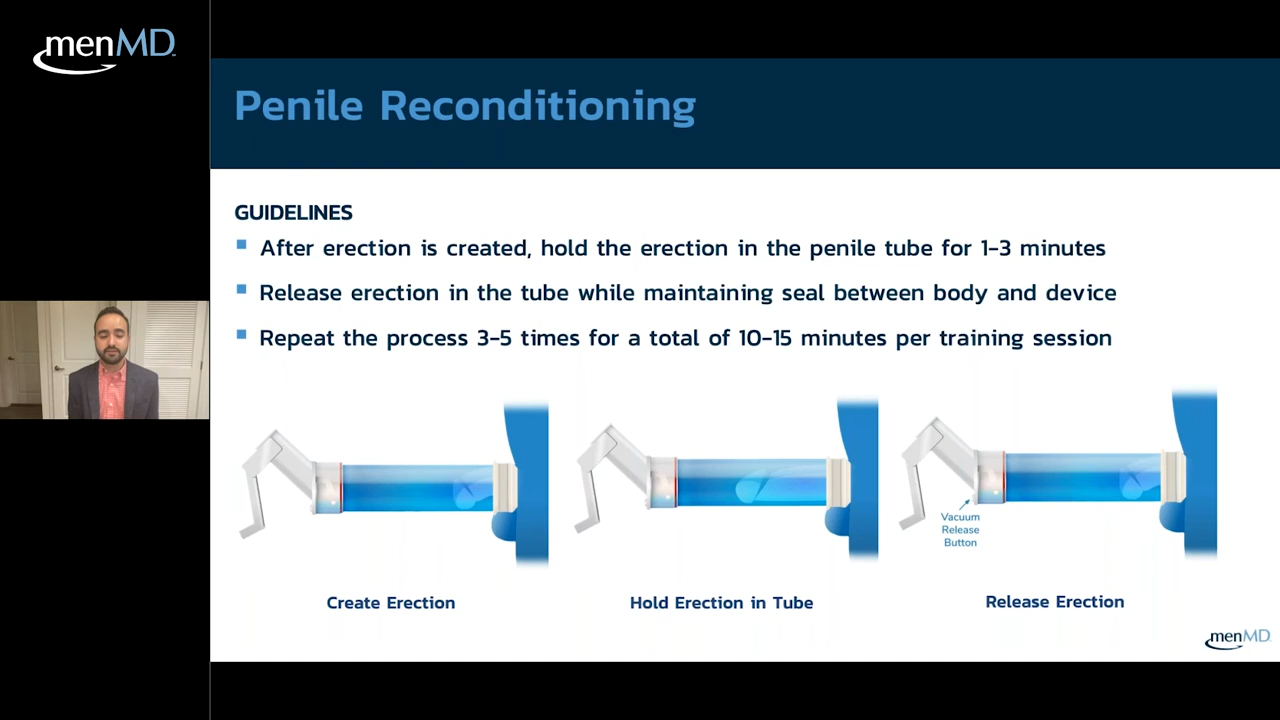 menMD
Penile Reconditioning
GUIDELINES
After erection is created, hold the erection in the penile tube for 1-3 minutes
Release erection in the tube while maintaining seal between body and device
Repeat the process 3-5 times for a total of 10-15 minutes per training session
Vacuum
Release
Button
Create Erection
Hold Erection in Tube
Release Erection
menMD